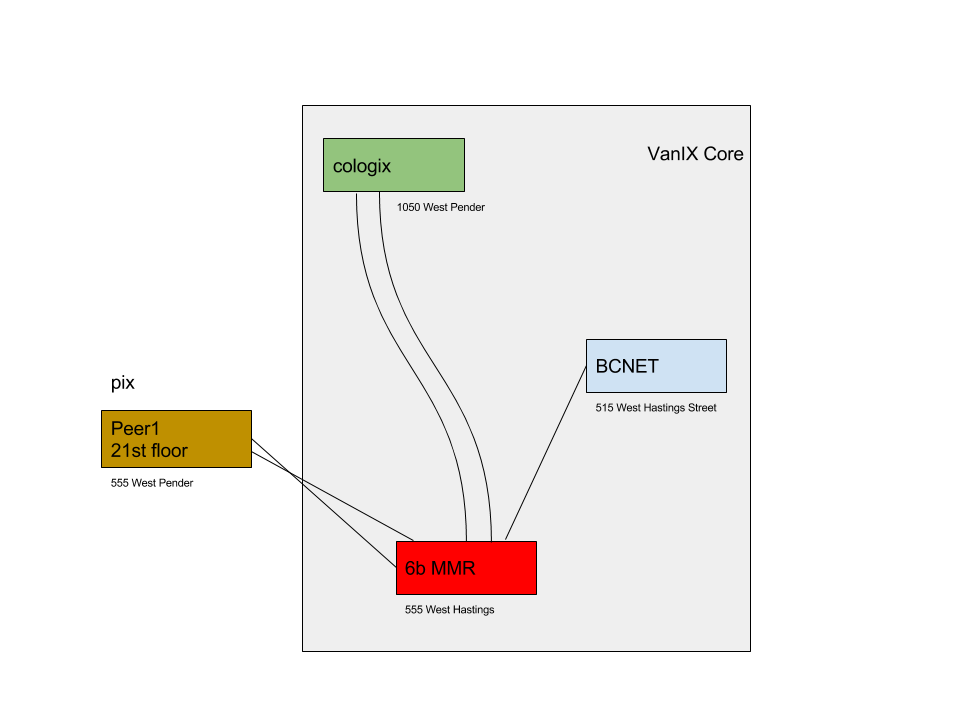 VanIX Core
cologix
1050 West Pender
BCNET
515 West Hastings Street
pix
Peer1
21st floor
555 West Pender
6b MMR
555 West Hastings